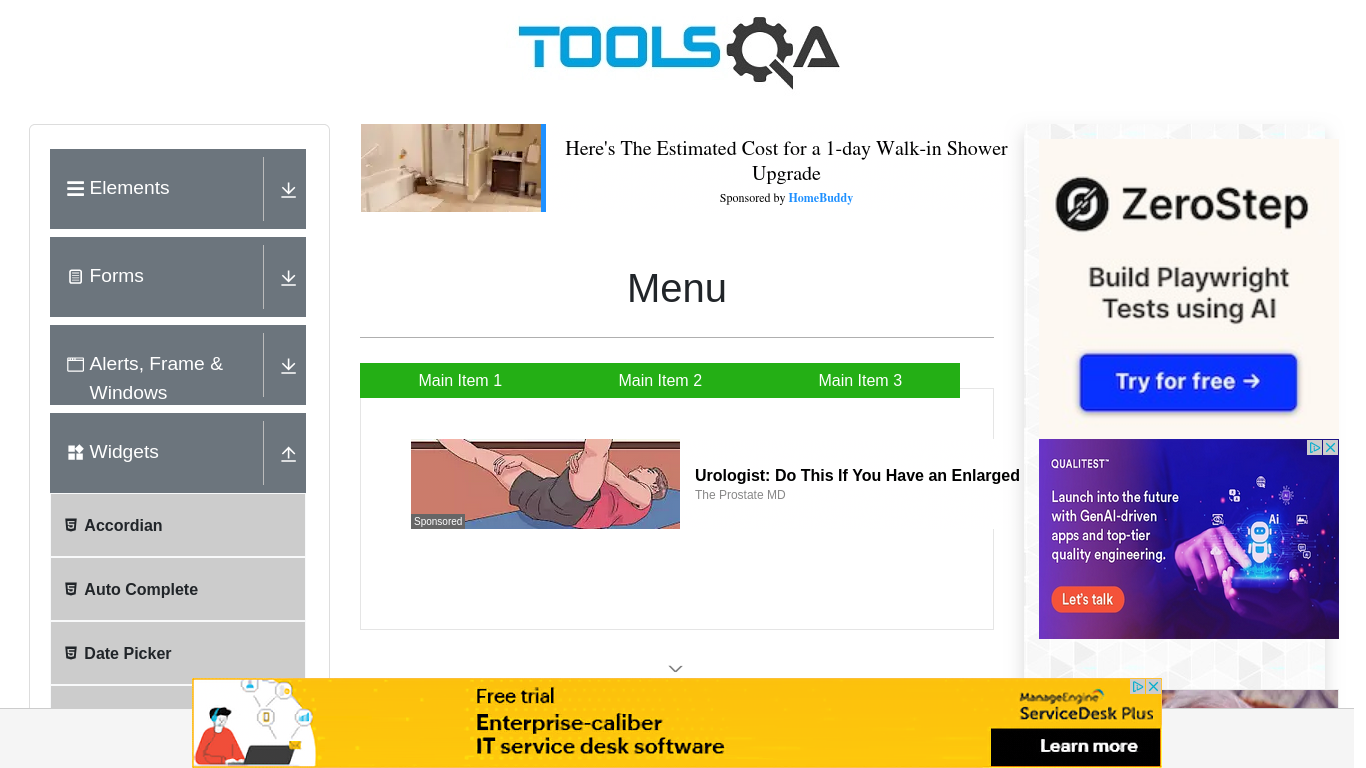 TOOLSQA
Elements
Forms
Alerts, Frame &
Windows
Widgets
Accordian
Auto Complete
Date Picker
Here's The Estimated Cost for a 1-day Walk-in Shower
Upgrade
Sponsored by HomeBuddy
Menu
Main Item 1
Main Item 2
Main Item 3
Sponsored
Urologist: Do This If You Have an Enlarged
The Prostate MD
ZeroStep
Build Playwright
Tests using AI
Try for free →
QUALITEST™
Launch into the future
with GenAI-driven
apps and top-tier
quality engineering.
Ai
Let's talk
Free trial
Enterprise-caliber
IT service desk software
ManageEngine
ServiceDesk Plus
Learn more